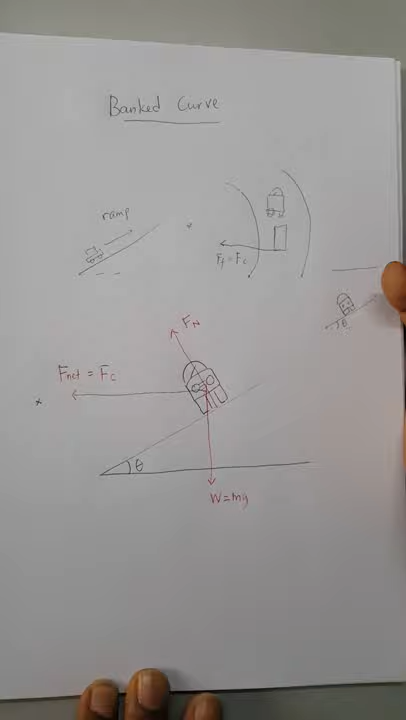 Banked Curve
ramp
Ff = Fc
θ
FN
Fnet = Fc
θ
W=mg